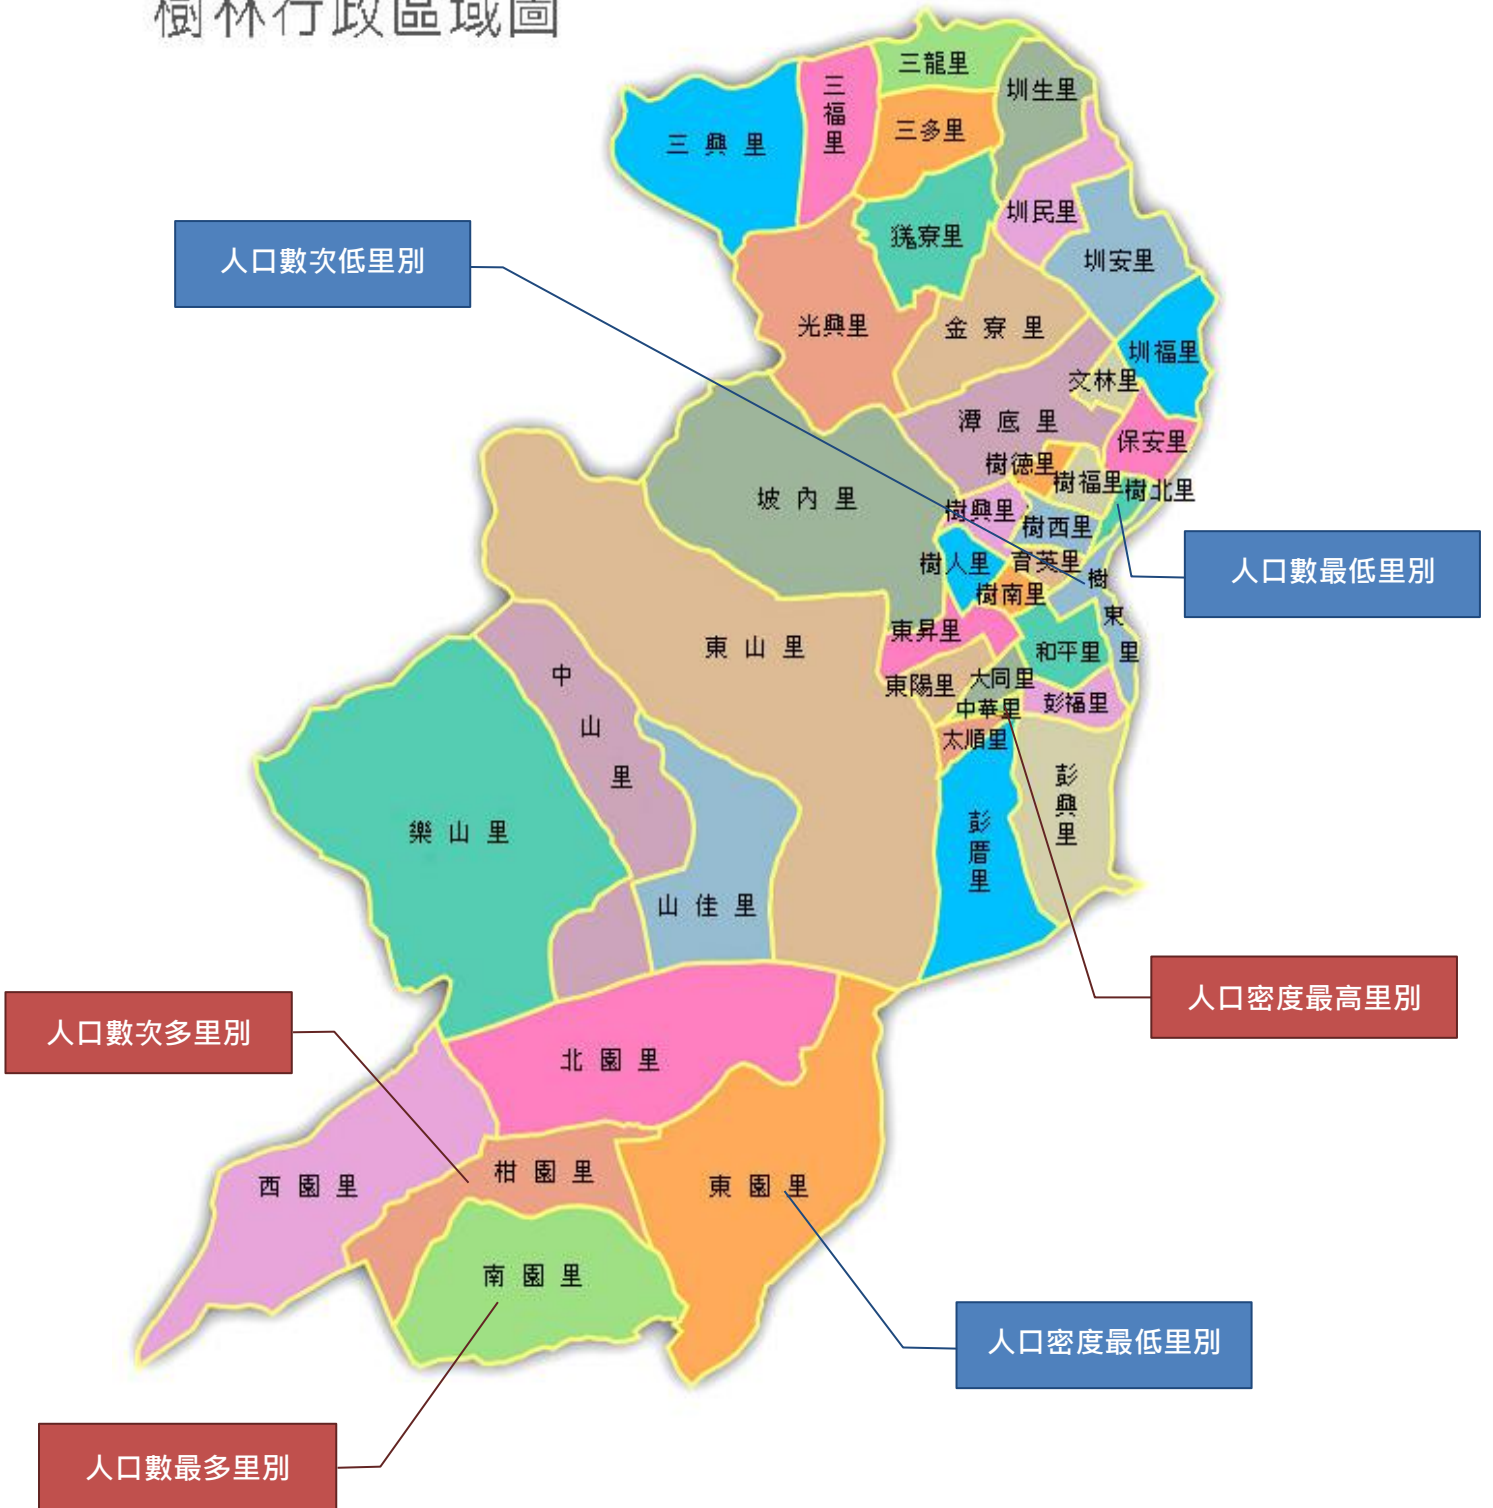 樹林行政區域圖
三龍里
圳生里
三福里
三多里
三興里
圳民里
獇寮里
圳安里
人口數次低里別
光興里
金寮里
圳福里
文林里
潭底里
保安里
樹德里
樹福里
樹北里
坡內里
樹興里
樹西里
樹人里
育英里
人口數最低里別
樹南里
樹東里
東昇里
東山里
和平里
中山里
東陽里
大同里
彭福里
中華里
太順里
彭興里
樂山里
彭厝里
山佳里
人口密度最高里別
人口數次多里別
北園里
柑園里
西園里
東園里
南園里
人口密度最低里別
人口數最多里別